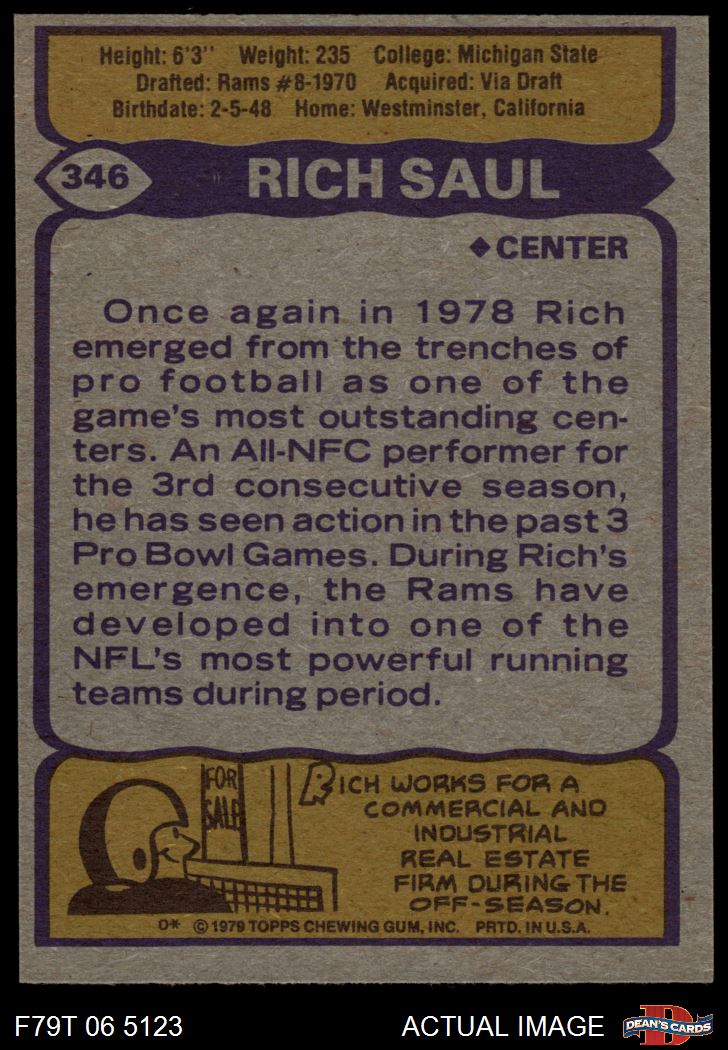 Height: 6'3'' Weight: 235 College: Michigan State
Drafted: Rams #8-1970 Acquired: Via Draft
Birthdate: 2-5-48 Home: Westminster, California
346
RICH SAUL
◆CENTER
Once again in 1978 Rich
emerged from the trenches of
pro football as one of the
game's most outstanding cen-
ters. An All-NFC performer for
the 3rd consecutive season,
he has seen action in the past 3
Pro Bowl Games. During Rich's
emergence, the Rams have
developed into one of the
NFL's most powerful running
teams during period.
FOR
SALE
RICH WORKS FOR A
COMMERCIAL AND
INDUSTRIAL
REAL ESTATE
FIRM DURING THE
OFF-SEASON.
D* © 1979 TOPPS CHEWING GUM, INC. PRTD. IN U.S.A.
F79T 06 5123
ACTUAL IMAGE
D
DEAN'S CARDS